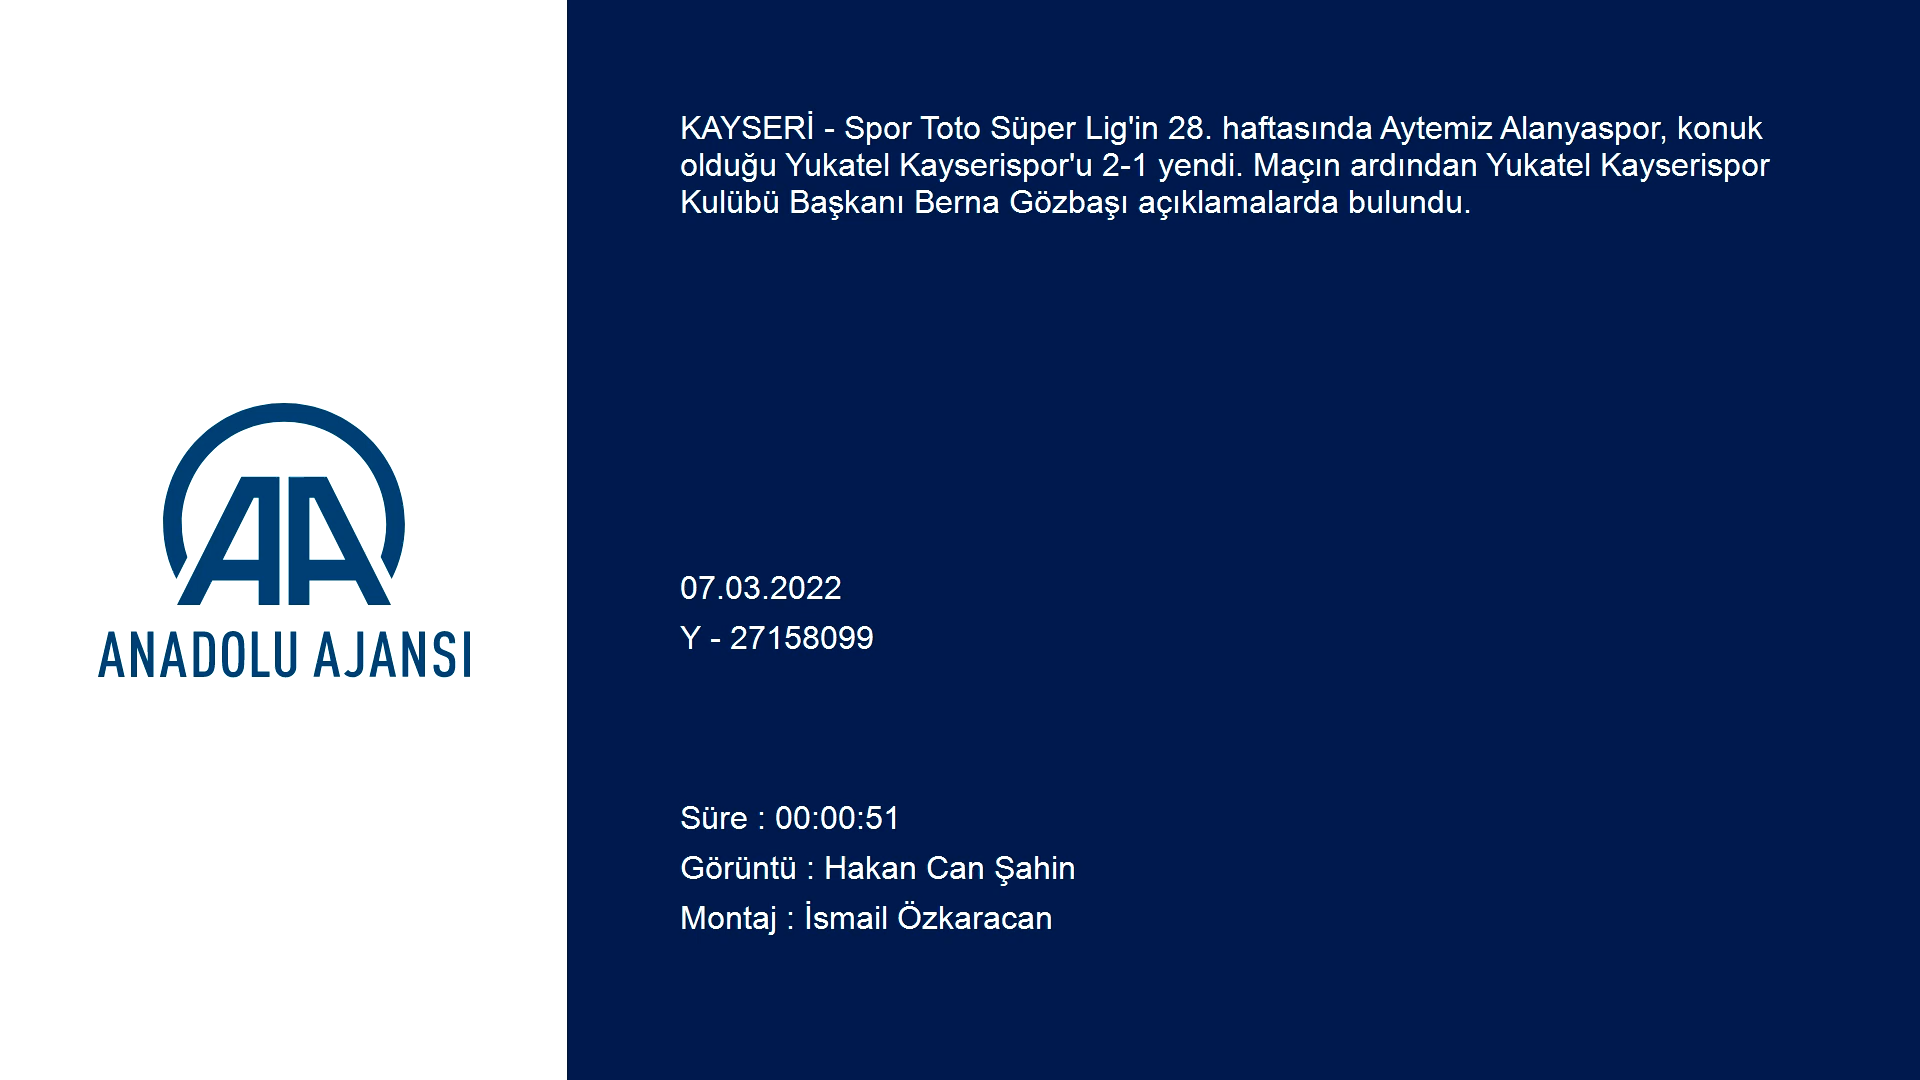 KAYSERİ - Spor Toto Süper Lig'in 28. haftasında Aytemiz Alanyaspor, konuk
olduğu Yukatel Kayserispor'u 2-1 yendi. Maçın ardından Yukatel Kayserispor
Kulübü Başkanı Berna Gözbaşı açıklamalarda bulundu.
AA
ANADOLU AJANSI
07.03.2022
Y - 27158099
Süre : 00:00:51
Görüntü : Hakan Can Şahin
Montaj : İsmail Özkaracan